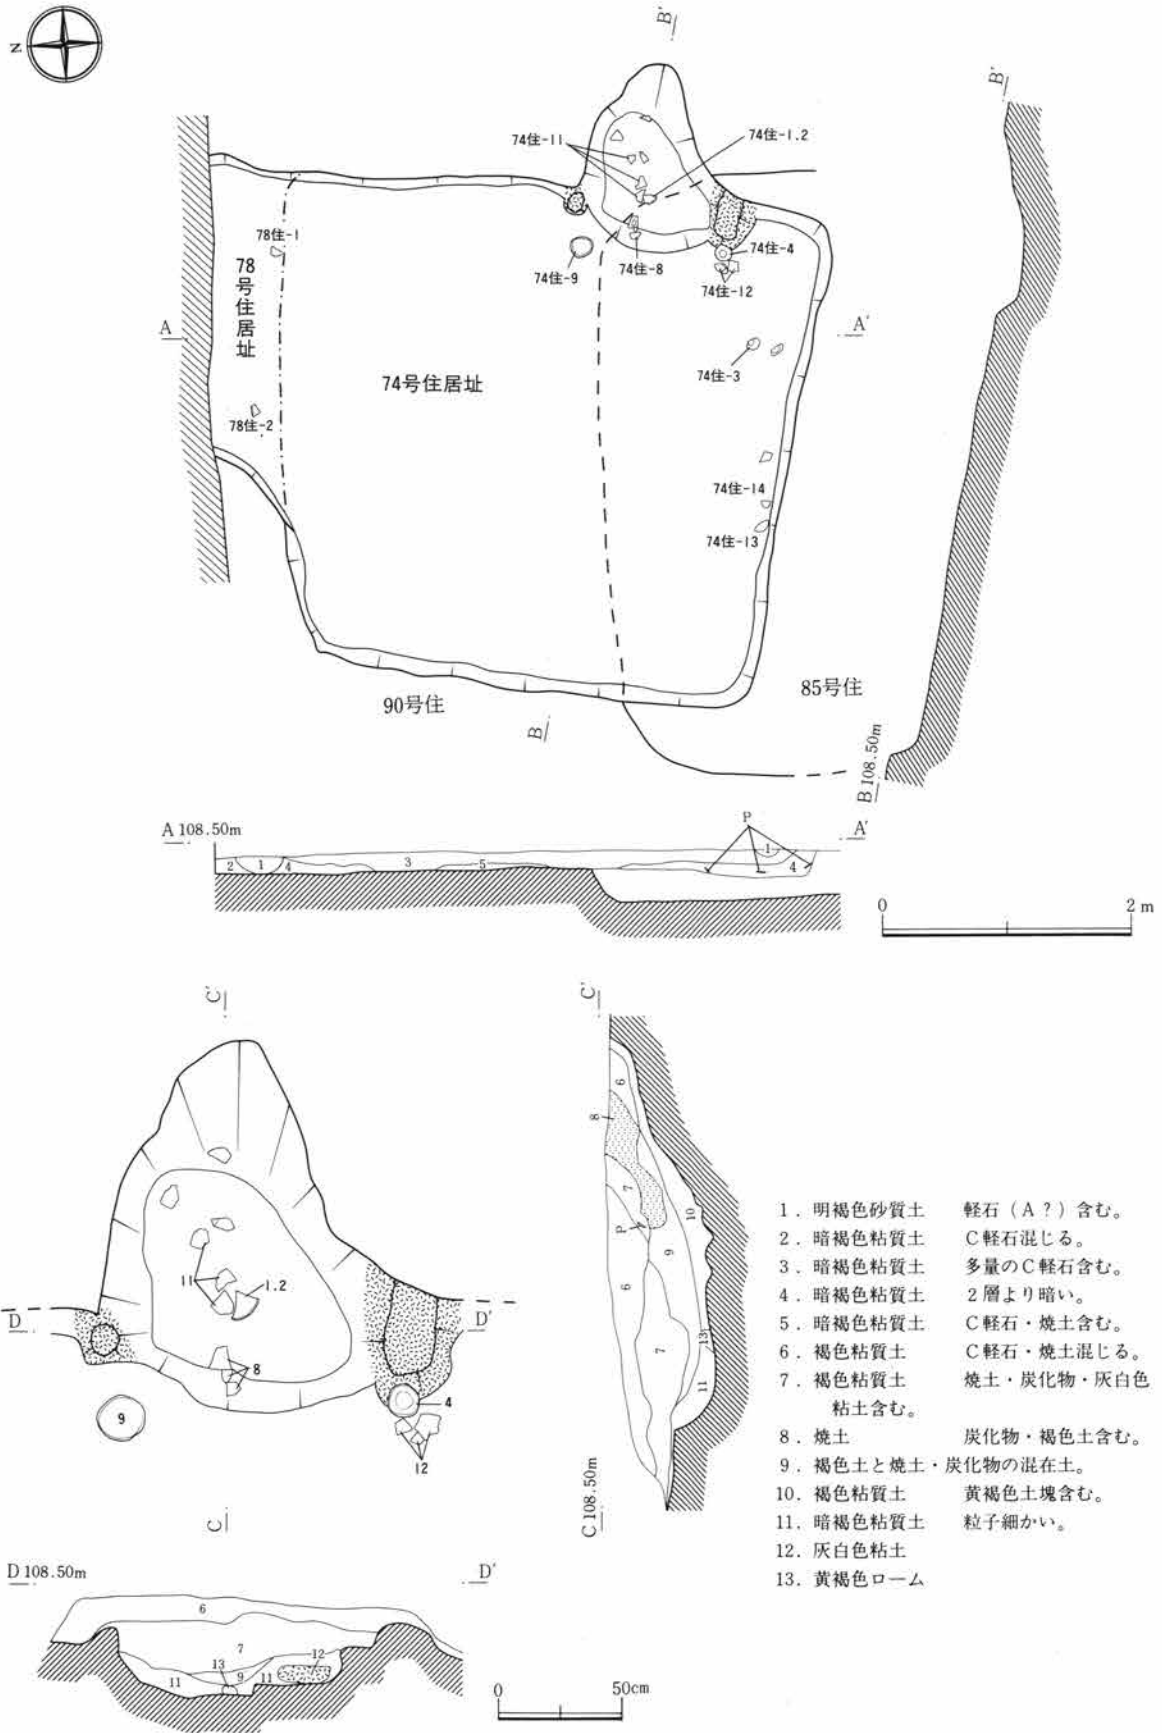 N
B'
B'
74住-11
74住-1.2
78住-1
78号住居址
74住-9
74住-8
74住-4
74住-12
A
A'
74号住居址
74住-3
78住-2
74住-14
74住-13
85号住
90号住
B
B 108.50m
A 108.50m
A'
P
2
1
4
3
5
1
4
0
2 m
C'
C'
6
8
7
P
10
9
6
7
13
11
11
1.2
D
D'
8
9
4
12
C
C 108.50m
1. 明褐色砂質土 軽石(A?)含む。
2. 暗褐色粘質土 C軽石混じる。
3. 暗褐色粘質土 多量のC軽石含む。
4. 暗褐色粘質土 2層より暗い。
5. 暗褐色粘質土 C軽石・焼土含む。
6. 褐色粘質土 C軽石・焼土混じる。
7. 褐色粘質土 焼土・炭化物・灰白色
粘土含む。
8. 焼土 炭化物・褐色土含む。
9. 褐色土と焼土・炭化物の混在土。
10. 褐色粘質土 黄褐色土塊含む。
11. 暗褐色粘質土 粒子細かい。
12. 灰白色粘土
13. 黄褐色ローム
D 108.50m
D'
6
7
13
12
11
9
11
0
50cm